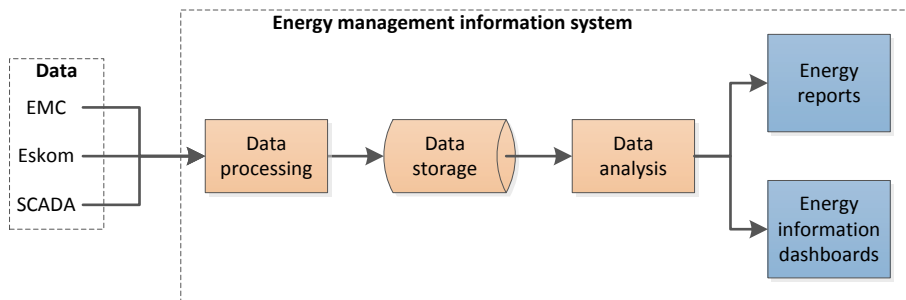 Energy management information system
Data
EMC
Eskom
SCADA
Data
processing
Data
storage
Data
analysis
Energy
reports
Energy
information
dashboards